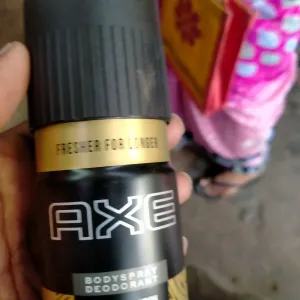 FRESHER FOR LONGER
AXE
BODYSPRAY
DEODORANT